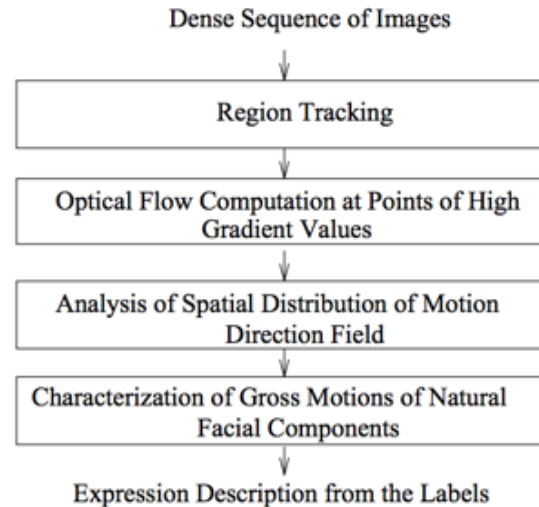 Dense Sequence of Images
Region Tracking
Optical Flow Computation at Points of High
Gradient Values
Analysis of Spatial Distribution of Motion
Direction Field
Characterization of Gross Motions of Natural
Facial Components
Expression Description from the Labels